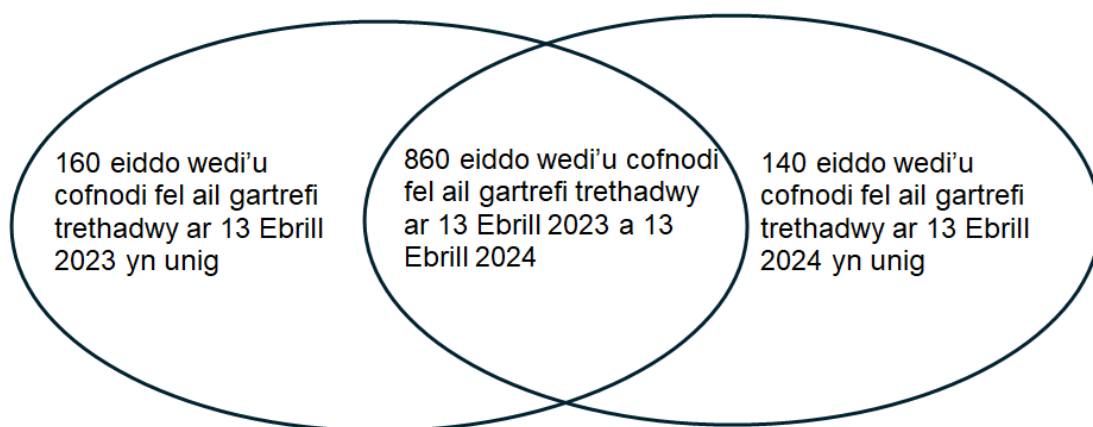 160 eiddo wedi'u
cofnodi fel ail gartrefi
trethadwy ar 13 Ebrill
2023 yn unig
860 eiddo wedi'u cofnodi
fel ail gartrefi trethadwy
ar 13 Ebrill 2023 a 13
Ebrill 2024
140 eiddo wedi'u
cofnodi fel ail gartrefi
trethadwy ar 13 Ebrill
2024 yn unig